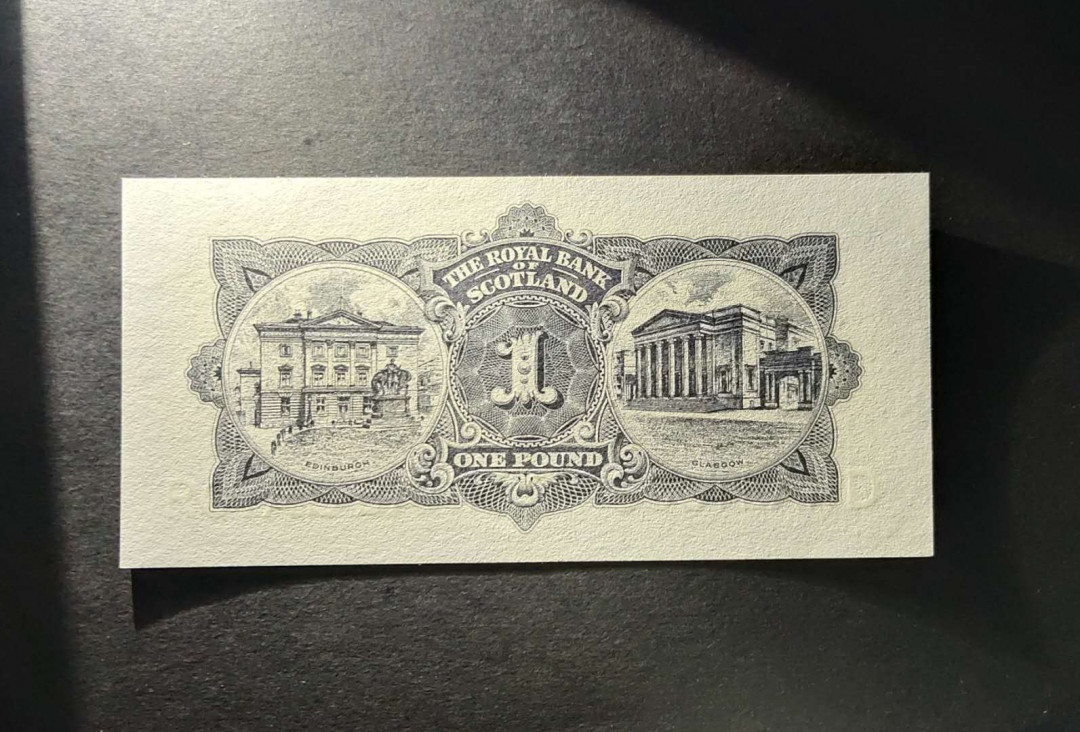 THE ROYAL BANK
OF
SCOTLAND
1
ONE POUND
EDINBURGH
GLASGOW